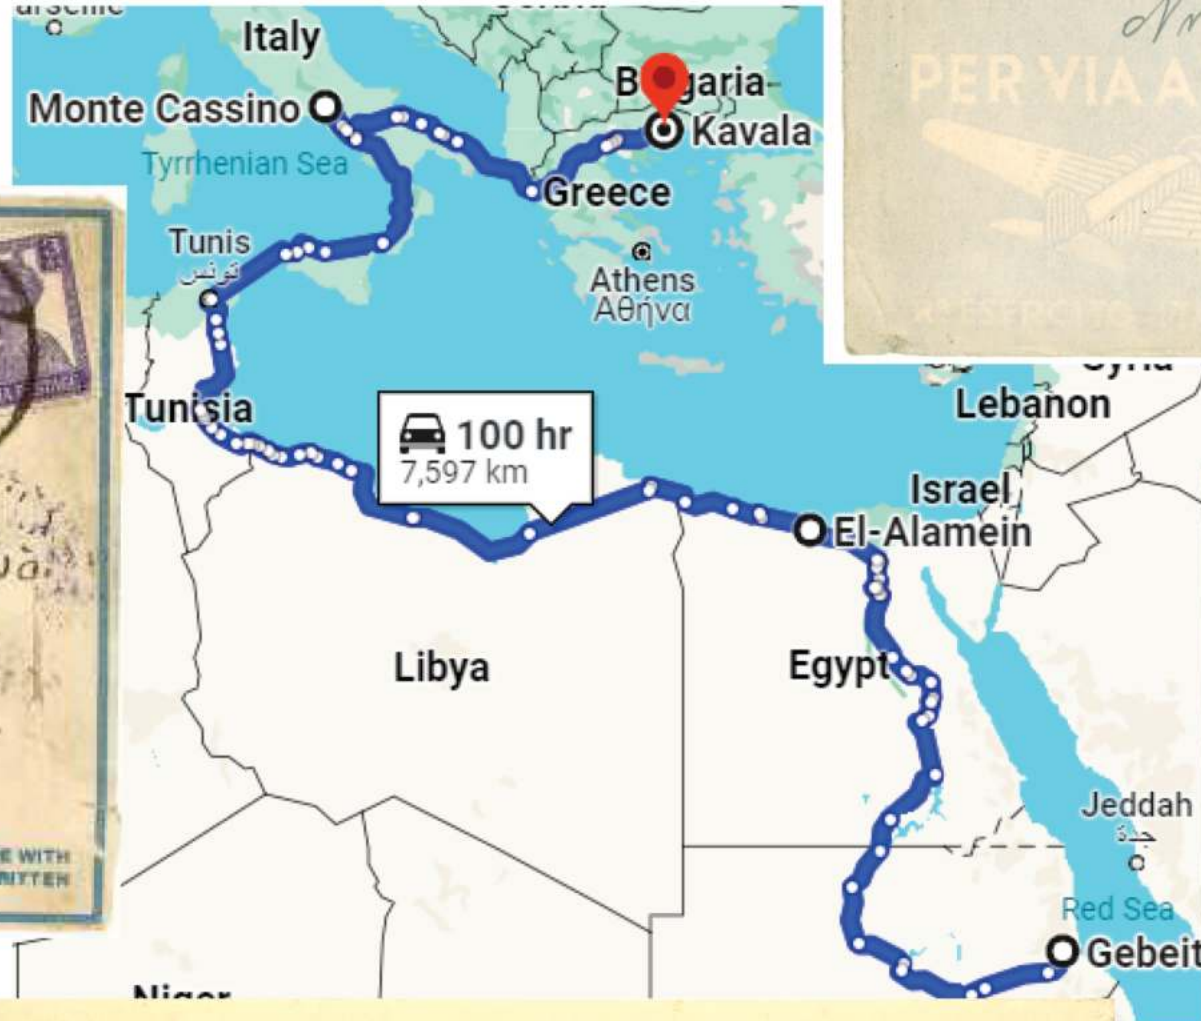 Italy
Bulgaria
Monte Cassino
Kavala
Tyrrhenian Sea
Greece
Tunis
تونس
Athens
Αθήνα
PER VIA A
Tunisia
Lebanon
100 hr
7,597 km
Israel
El-Alamein
Libya
Egypt
Jeddah
جدة
E WITH
RITTEN
Red Sea
Gebeit
Niger